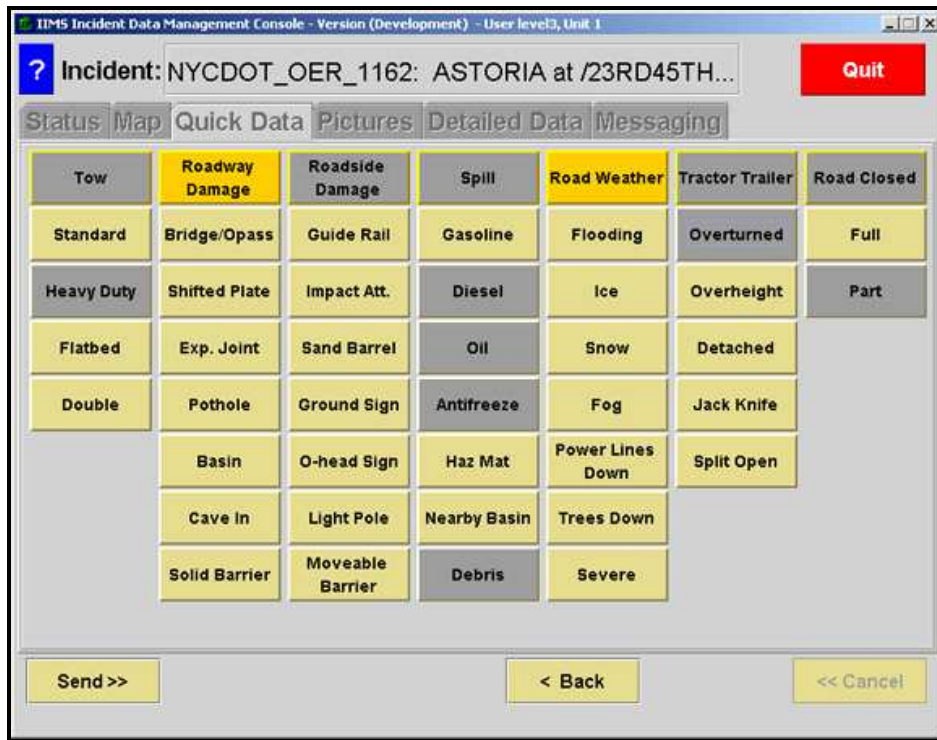 IIMS Incident Data Management Console - Version (Development) - User level3, Unit 1
? Incident: NYCDOT_OER_1162: ASTORIA at /23RD45TH... Quit
Status Map Quick Data Pictures Detailed Data Messaging
Tow Roadway Damage Roadside Damage Spill Road Weather Tractor Trailer Road Closed
Standard Bridge/Opass Guide Rail Gasoline Flooding Overturned Full
Heavy Duty Shifted Plate Impact Att. Diesel Ice Overheight Part
Flatbed Exp. Joint Sand Barrel Oil Snow Detached
Double Pothole Ground Sign Antifreeze Fog Jack Knife
Basin O-head Sign Haz Mat Power Lines Down Split Open
Cave In Light Pole Nearby Basin Trees Down
Solid Barrier Moveable Barrier Debris Severe
Send >> < Back << Cancel